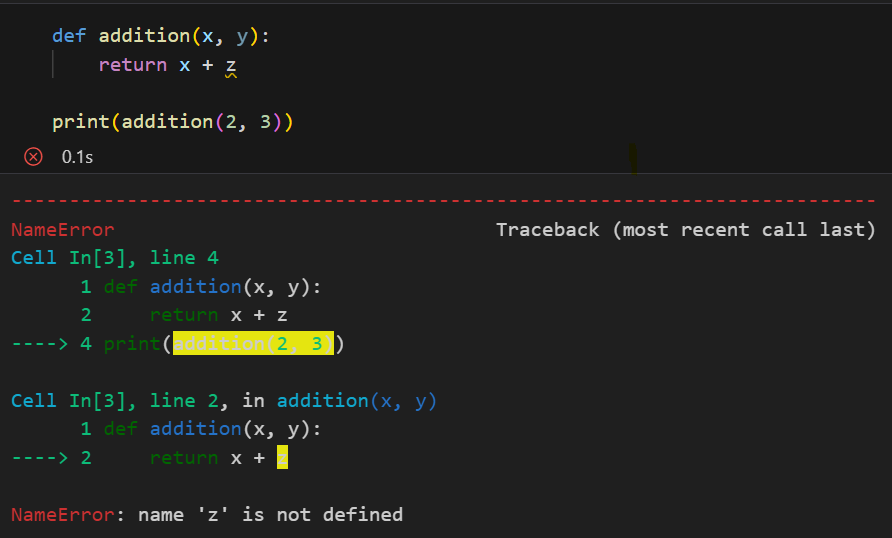 def addition(x, y):
    return x + z
print(addition(2, 3))
0.1s
---------------------------------------------------------------------------
NameError                                 Traceback (most recent call last)
Cell In[3], line 4
      1 def addition(x, y):
      2     return x + z
----> 4 print(addition(2, 3))
Cell In[3], line 2, in addition(x, y)
      1 def addition(x, y):
----> 2     return x + z
NameError: name 'z' is not defined